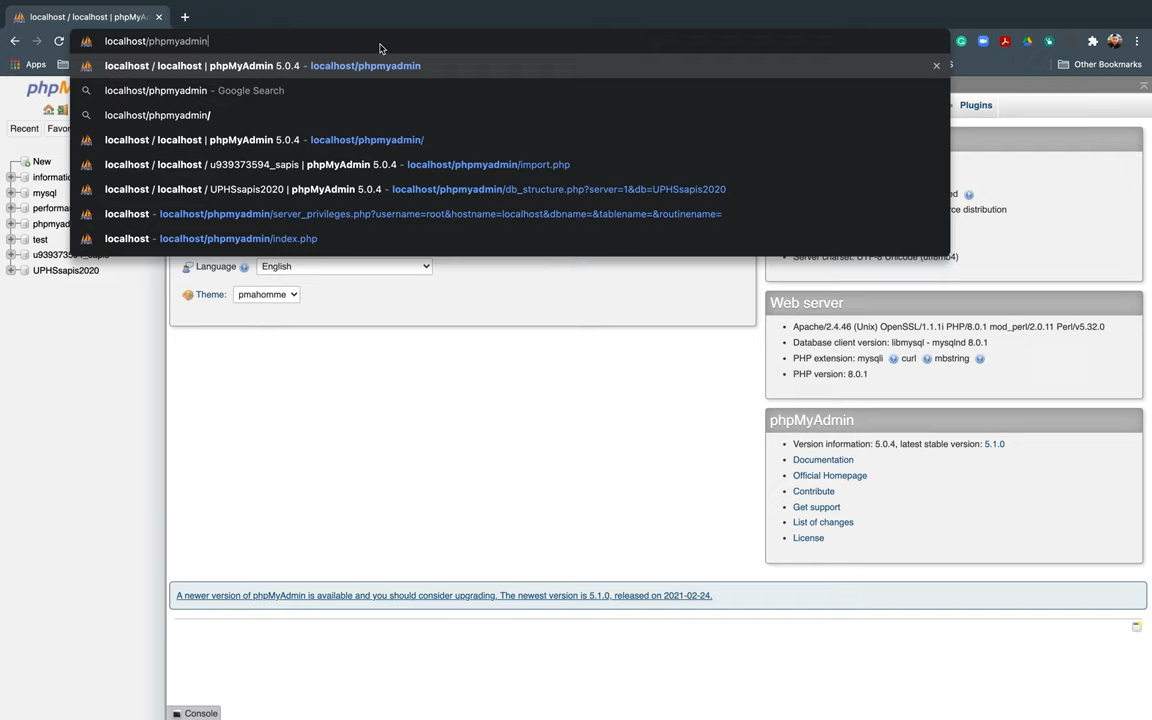 localhost / localhost | phpMyAd
localhost/phpmyadmin
Apps
Other Bookmarks
localhost / localhost | phpMyAdmin 5.0.4 - localhost/phpmyadmin
localhost/phpmyadmin - Google Search
localhost/phpmyadmin/
localhost / localhost | phpMyAdmin 5.0.4 - localhost/phpmyadmin/
localhost / localhost / u939373594_sapis | phpMyAdmin 5.0.4 - localhost/phpmyadmin/import.php
localhost / localhost / UPHSsapis2020 | phpMyAdmin 5.0.4 - localhost/phpmyadmin/db_structure.php?server=1&db=UPHSsapis2020
localhost - localhost/phpmyadmin/server_privileges.php?username=root&hostname=localhost&dbname=&tablename=&routinename=
localhost - localhost/phpmyadmin/index.php
Recent Favor
New
informatio
mysql
performa
phpmyad
test
UPHSsapis2020
Plugins
rce distribution
Server charset: UTF-8 Unicode (utf8mb4)
Language English
Theme: pmahomme
Web server
Apache/2.4.46 (Unix) OpenSSL/1.1.1i PHP/8.0.1 mod_perl/2.0.11 Perl/v5.32.0
Database client version: libmysql - mysqlnd 8.0.1
PHP extension: mysqli curl mbstring
PHP version: 8.0.1
phpMyAdmin
Version information: 5.0.4, latest stable version: 5.1.0
Documentation
Official Homepage
Contribute
Get support
List of changes
License
A newer version of phpMyAdmin is available and you should consider upgrading. The newest version is 5.1.0, released on 2021-02-24.
Console